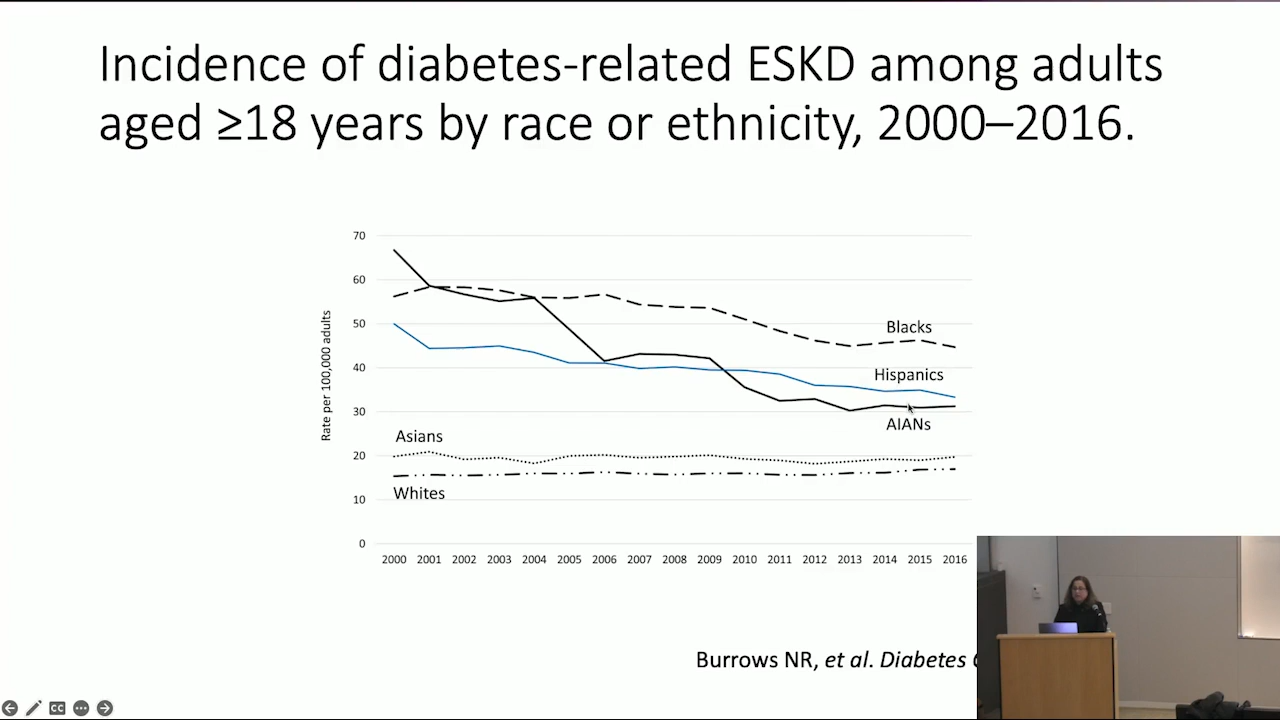 Incidence of diabetes-related ESKD among adults
aged ≥18 years by race or ethnicity, 2000–2016.
70
60
50
40
30
20
10
0
Rate per 100,000 adults
Blacks
Hispanics
AIANs
Asians
Whites
2000 2001 2002 2003 2004 2005 2006 2007 2008 2009 2010 2011 2012 2013 2014 2015 2016
Burrows NR, et al. Diabetes
CC